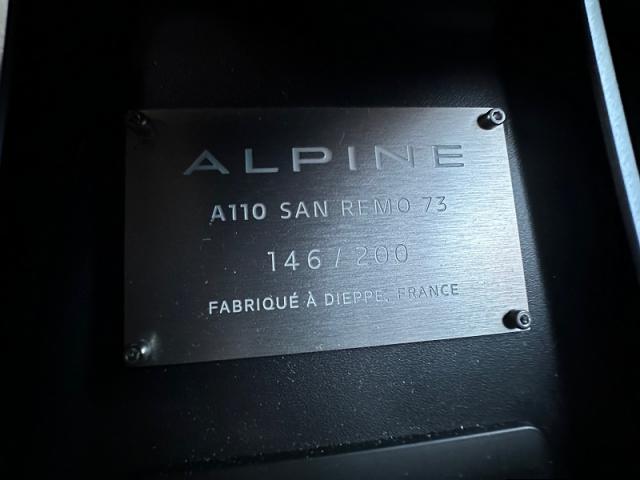 ALPINE
A110 SAN REMO 73
146 / 200
FABRIQUÉ À DIEPPE, FRANCE